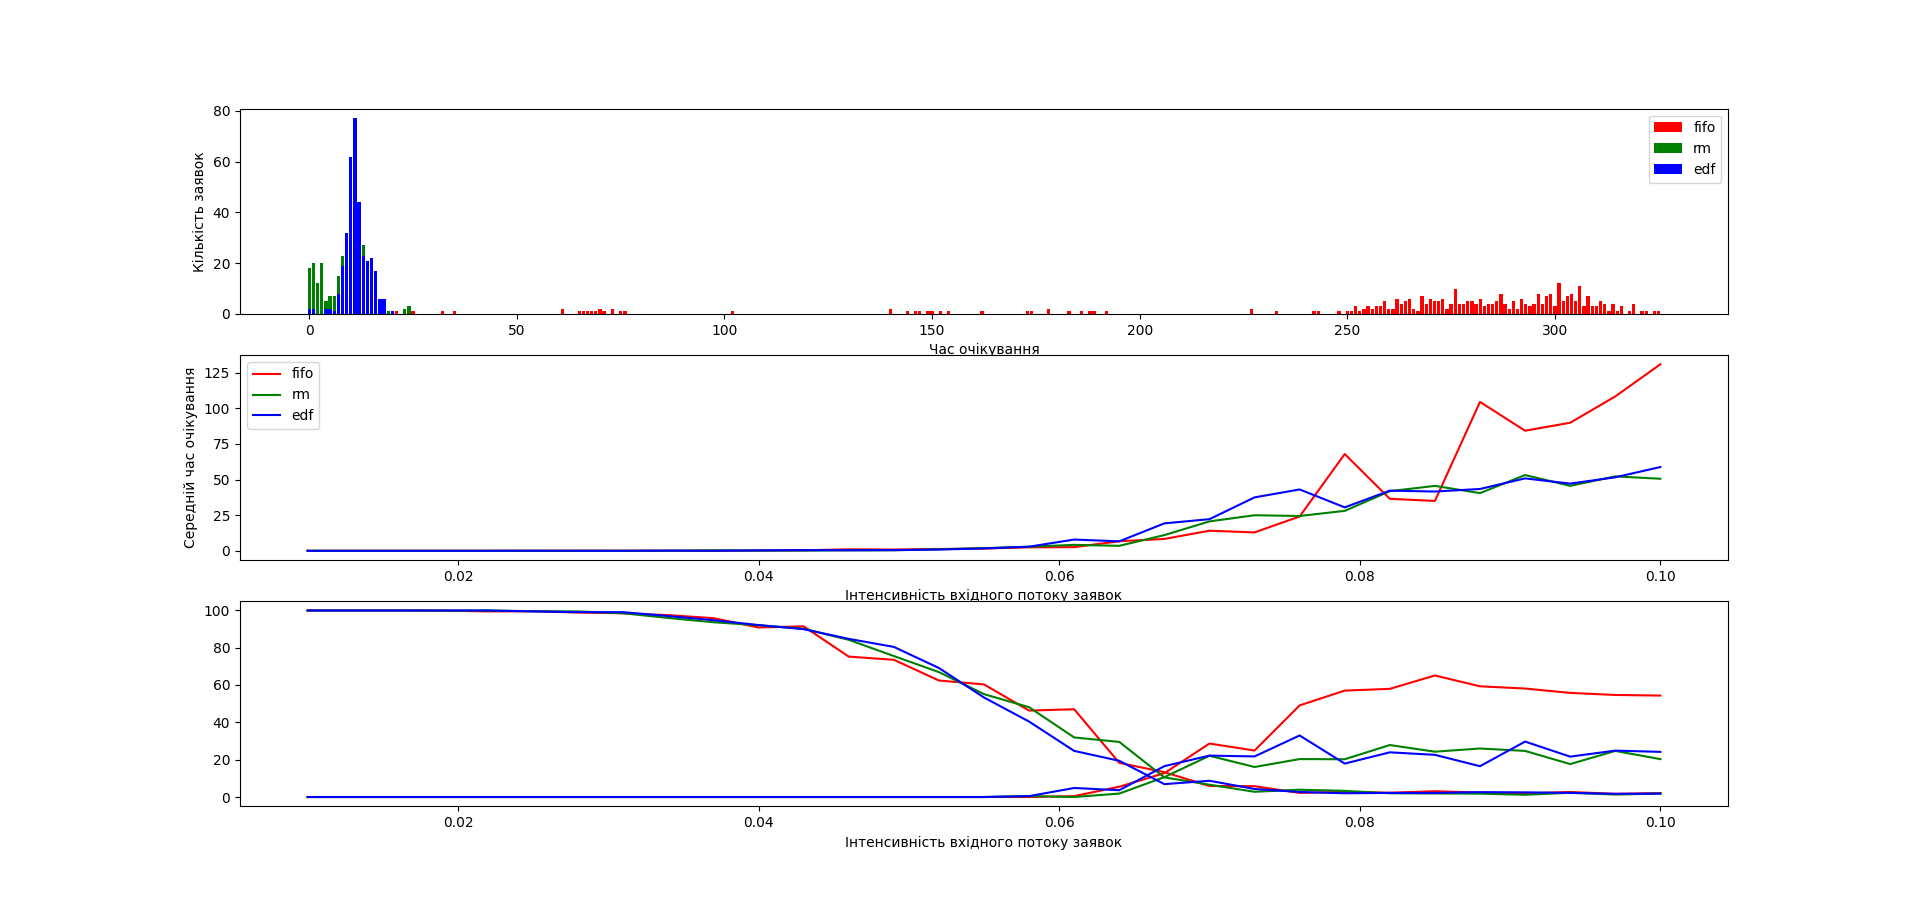 Кількість заявок
80
60
40
20
0
fifo
rm
edf
0 50 100 150 200 250 300
Час очікування
Середній час очікування
125
100
75
50
25
0
fifo
rm
edf
0.02 0.04 0.06 0.08 0.10
Інтенсивність вхідного потоку заявок
100
80
60
40
20
0
0.02 0.04 0.06 0.08 0.10
Інтенсивність вхідного потоку заявок